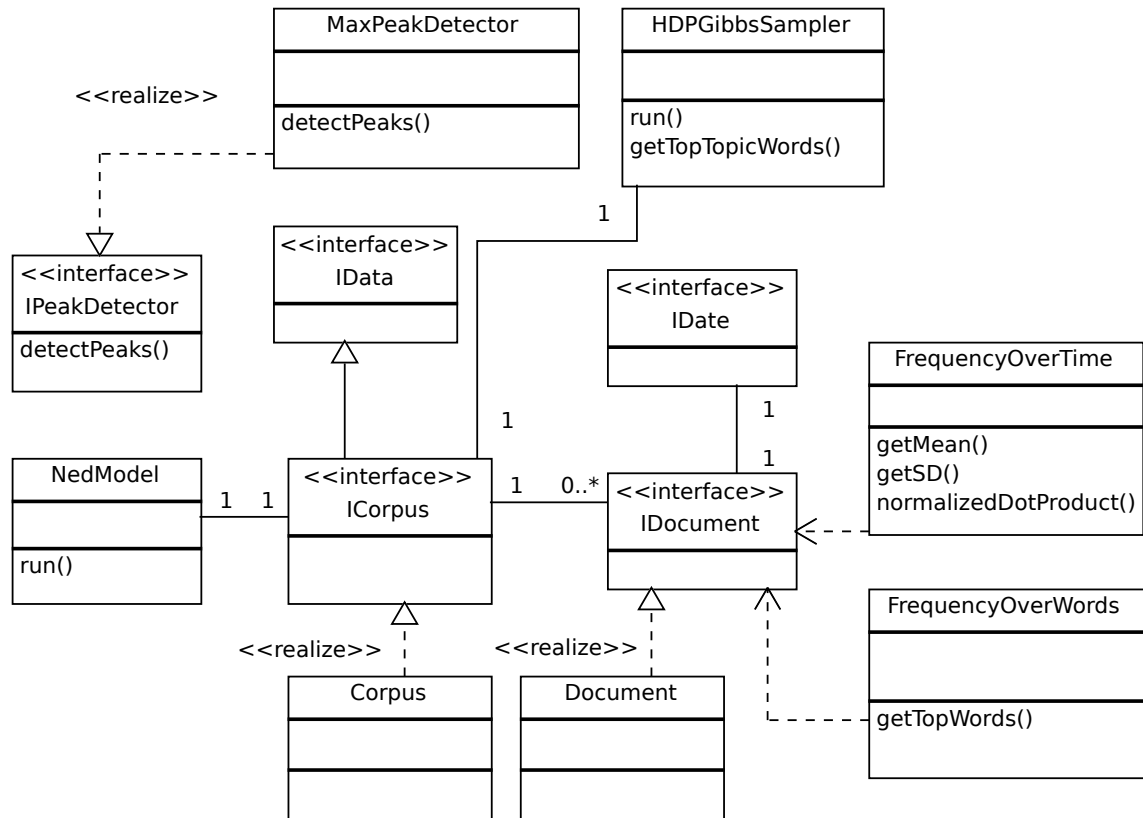 MaxPeakDetector
detectPeaks()
HDPGibbsSampler
run()
getTopTopicWords()
<<realize>>
1
<<interface>>
IData
<<interface>>
IPeakDetector
detectPeaks()
<<interface>>
IDate
FrequencyOverTime
getMean()
getSD()
normalizedDotProduct()
1
1
1
NedModel
run()
1
1
<<interface>>
ICorpus
1
0..*
<<interface>>
IDocument
FrequencyOverWords
getTopWords()
<<realize>>
<<realize>>
Corpus
Document